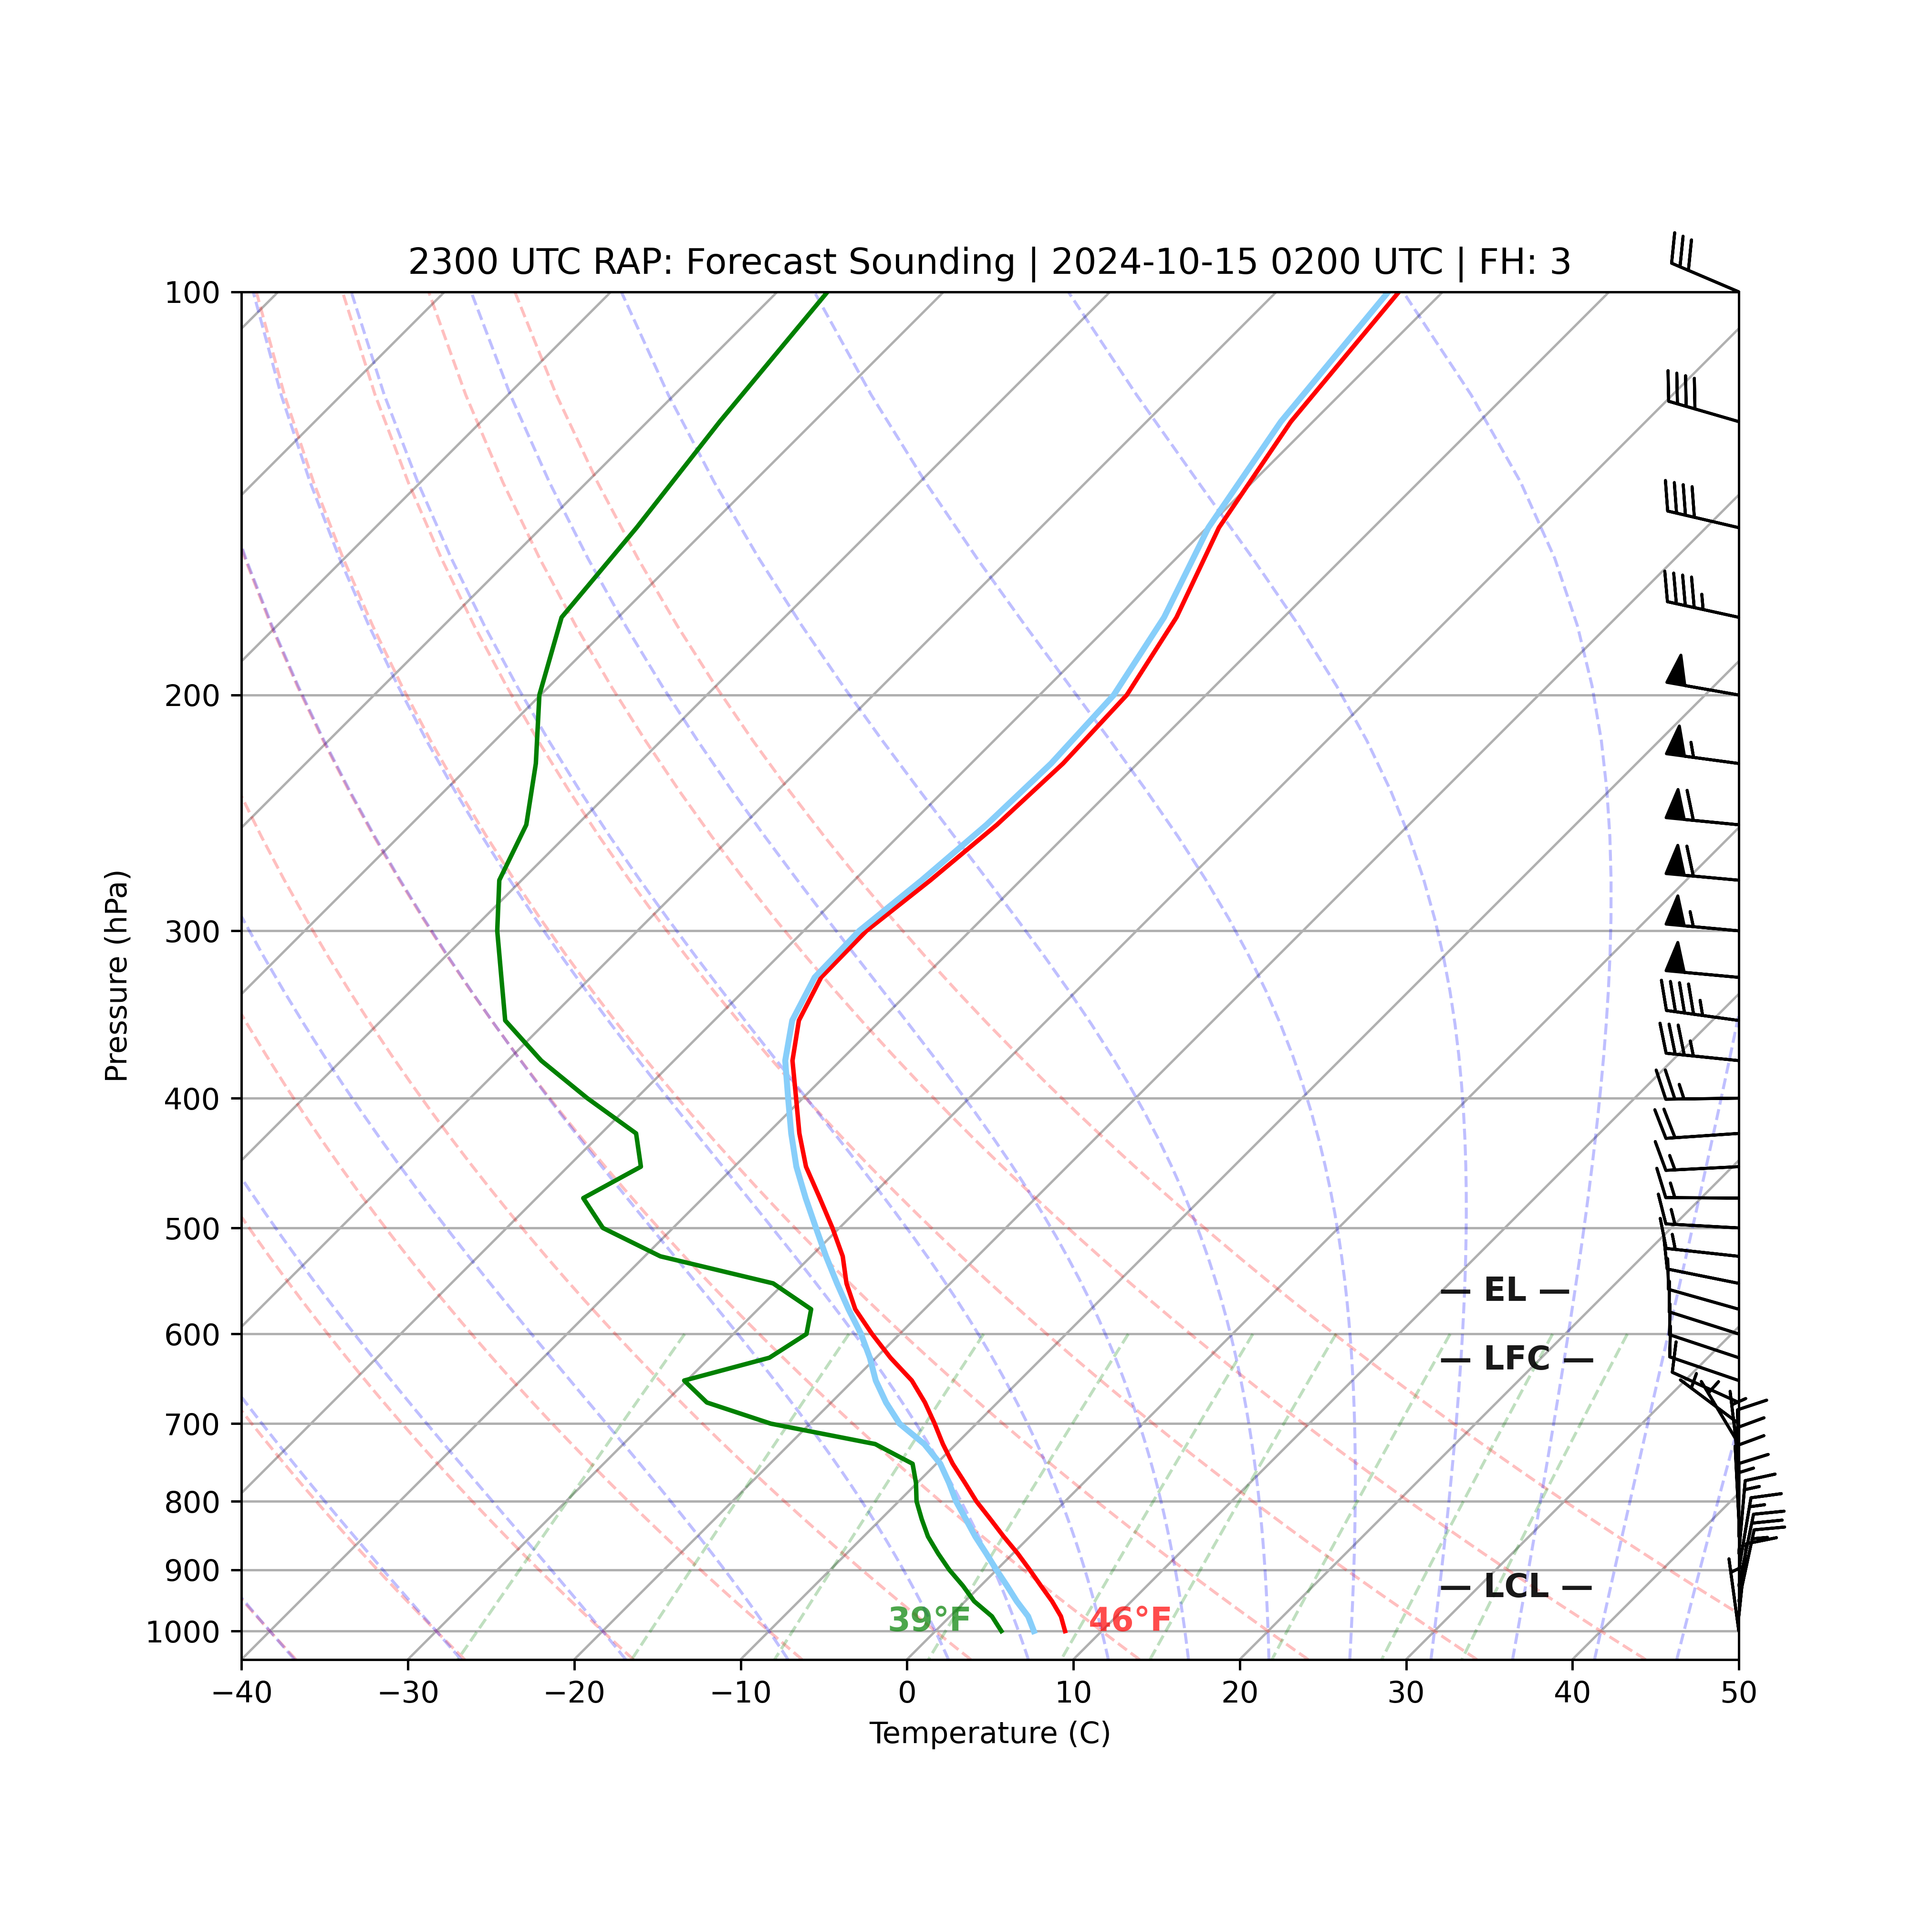 2300 UTC RAP: Forecast Sounding | 2024-10-15 0200 UTC | FH: 3
100
200
300
400
500
600
700
800
900
1000
Pressure (hPa)
— EL —
— LFC —
— LCL —
39°F
46°F
−40 −30 −20 −10 0 10 20 30 40 50
Temperature (C)